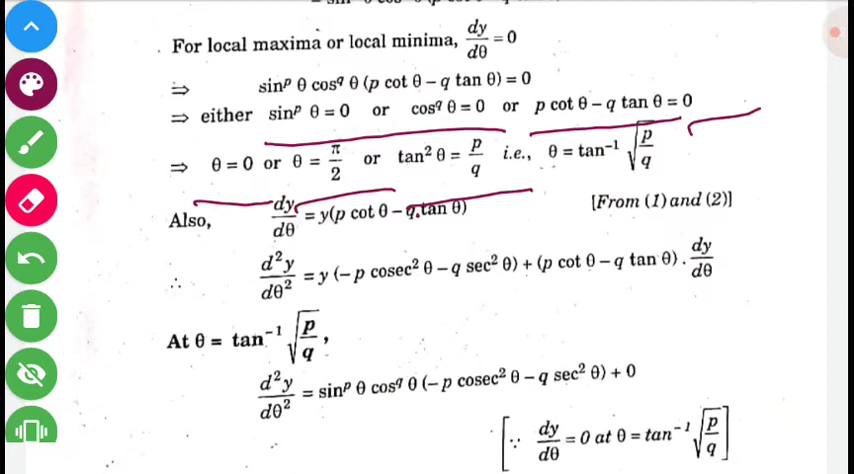 For local maxima or local minima, dy/dθ = 0
⇒ sinᵖ θ cos^q θ (p cot θ – q tan θ) = 0
⇒ either sinᵖ θ = 0 or cos^q θ = 0 or p cot θ – q tan θ = 0
⇒ θ = 0 or θ = π/2 or tan² θ = p/q i.e., θ = tan⁻¹ √(p/q)
Also, dy/dθ = y(p cot θ – q tan θ) [From (1) and (2)]
∴ d²y/dθ² = y (– p cosec² θ – q sec² θ) + (p cot θ – q tan θ) . dy/dθ
At θ = tan⁻¹ √(p/q) ,
d²y/dθ² = sinᵖ θ cos^q θ (– p cosec² θ – q sec² θ) + 0
[∵ dy/dθ = 0 at θ = tan⁻¹ √(p/q)]